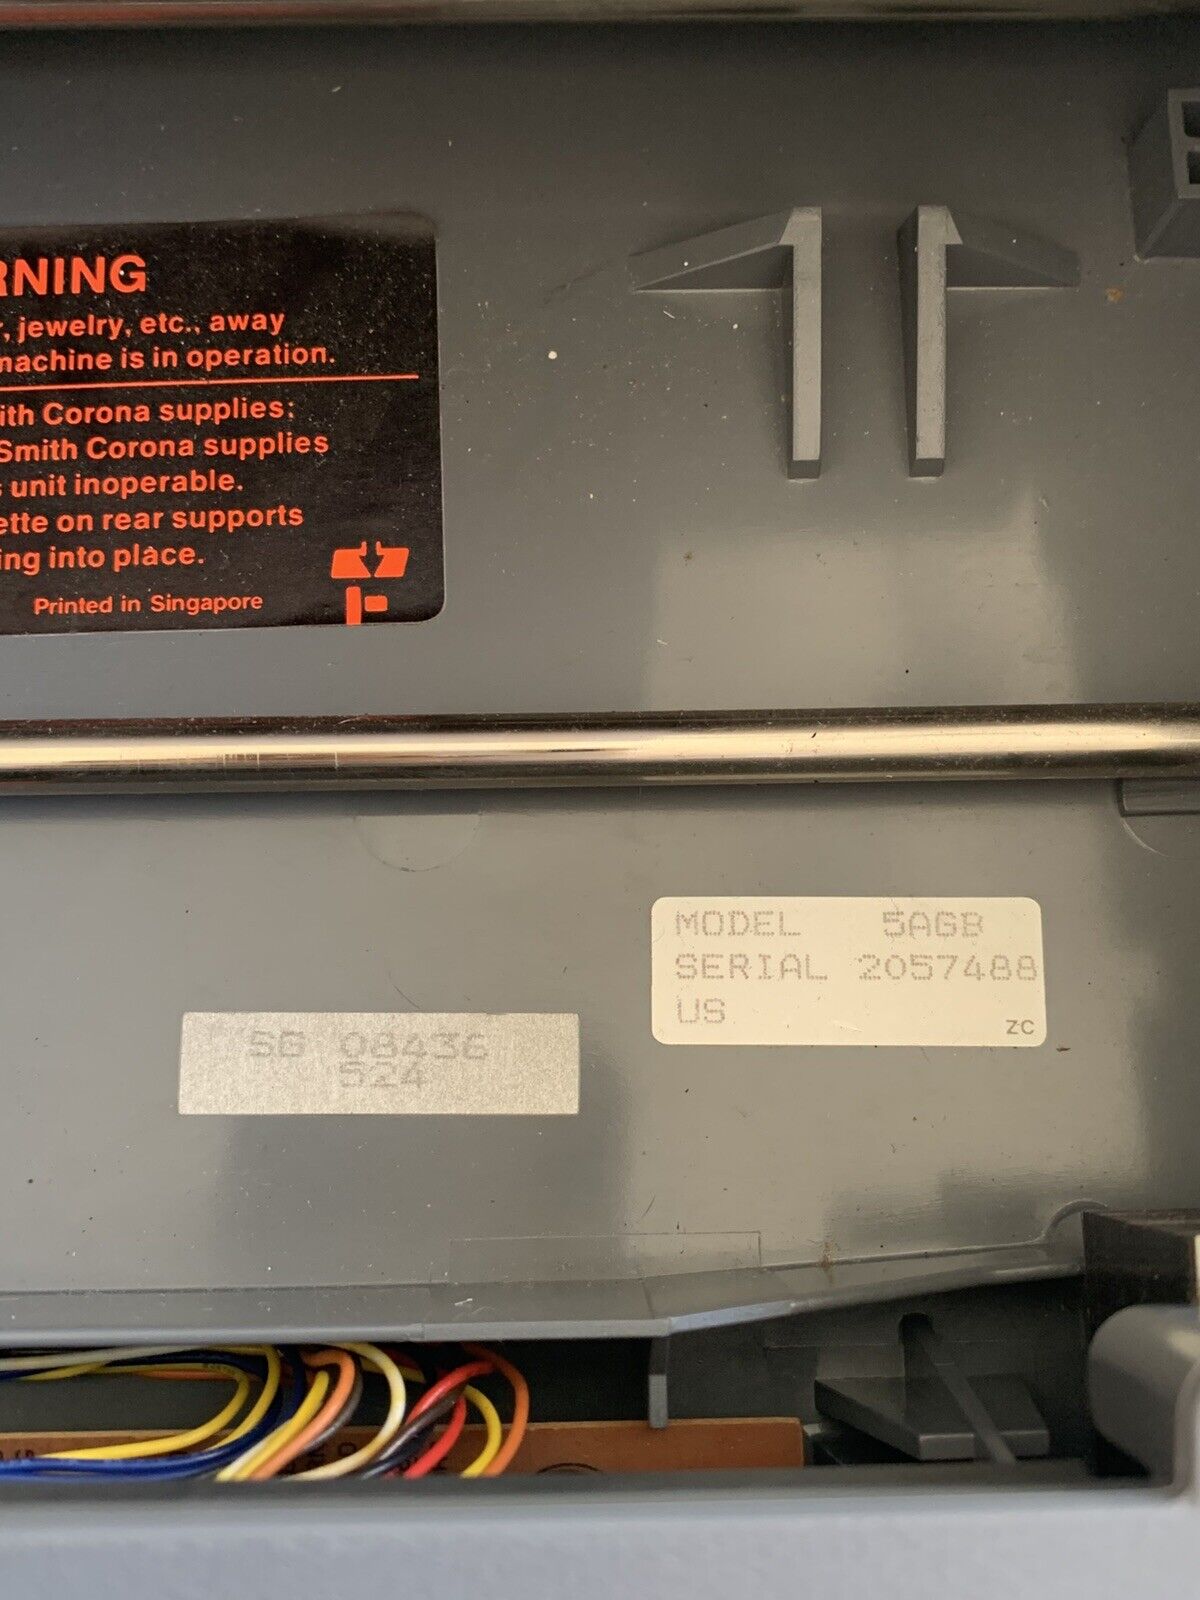 RNING
, jewelry, etc., away
machine is in operation.
ith Corona supplies:
Smith Corona supplies
s unit inoperable.
ette on rear supports
ing into place.
Printed in Singapore
MODEL 5AGB
SERIAL 2057488
US
ZC
SG 08436
524